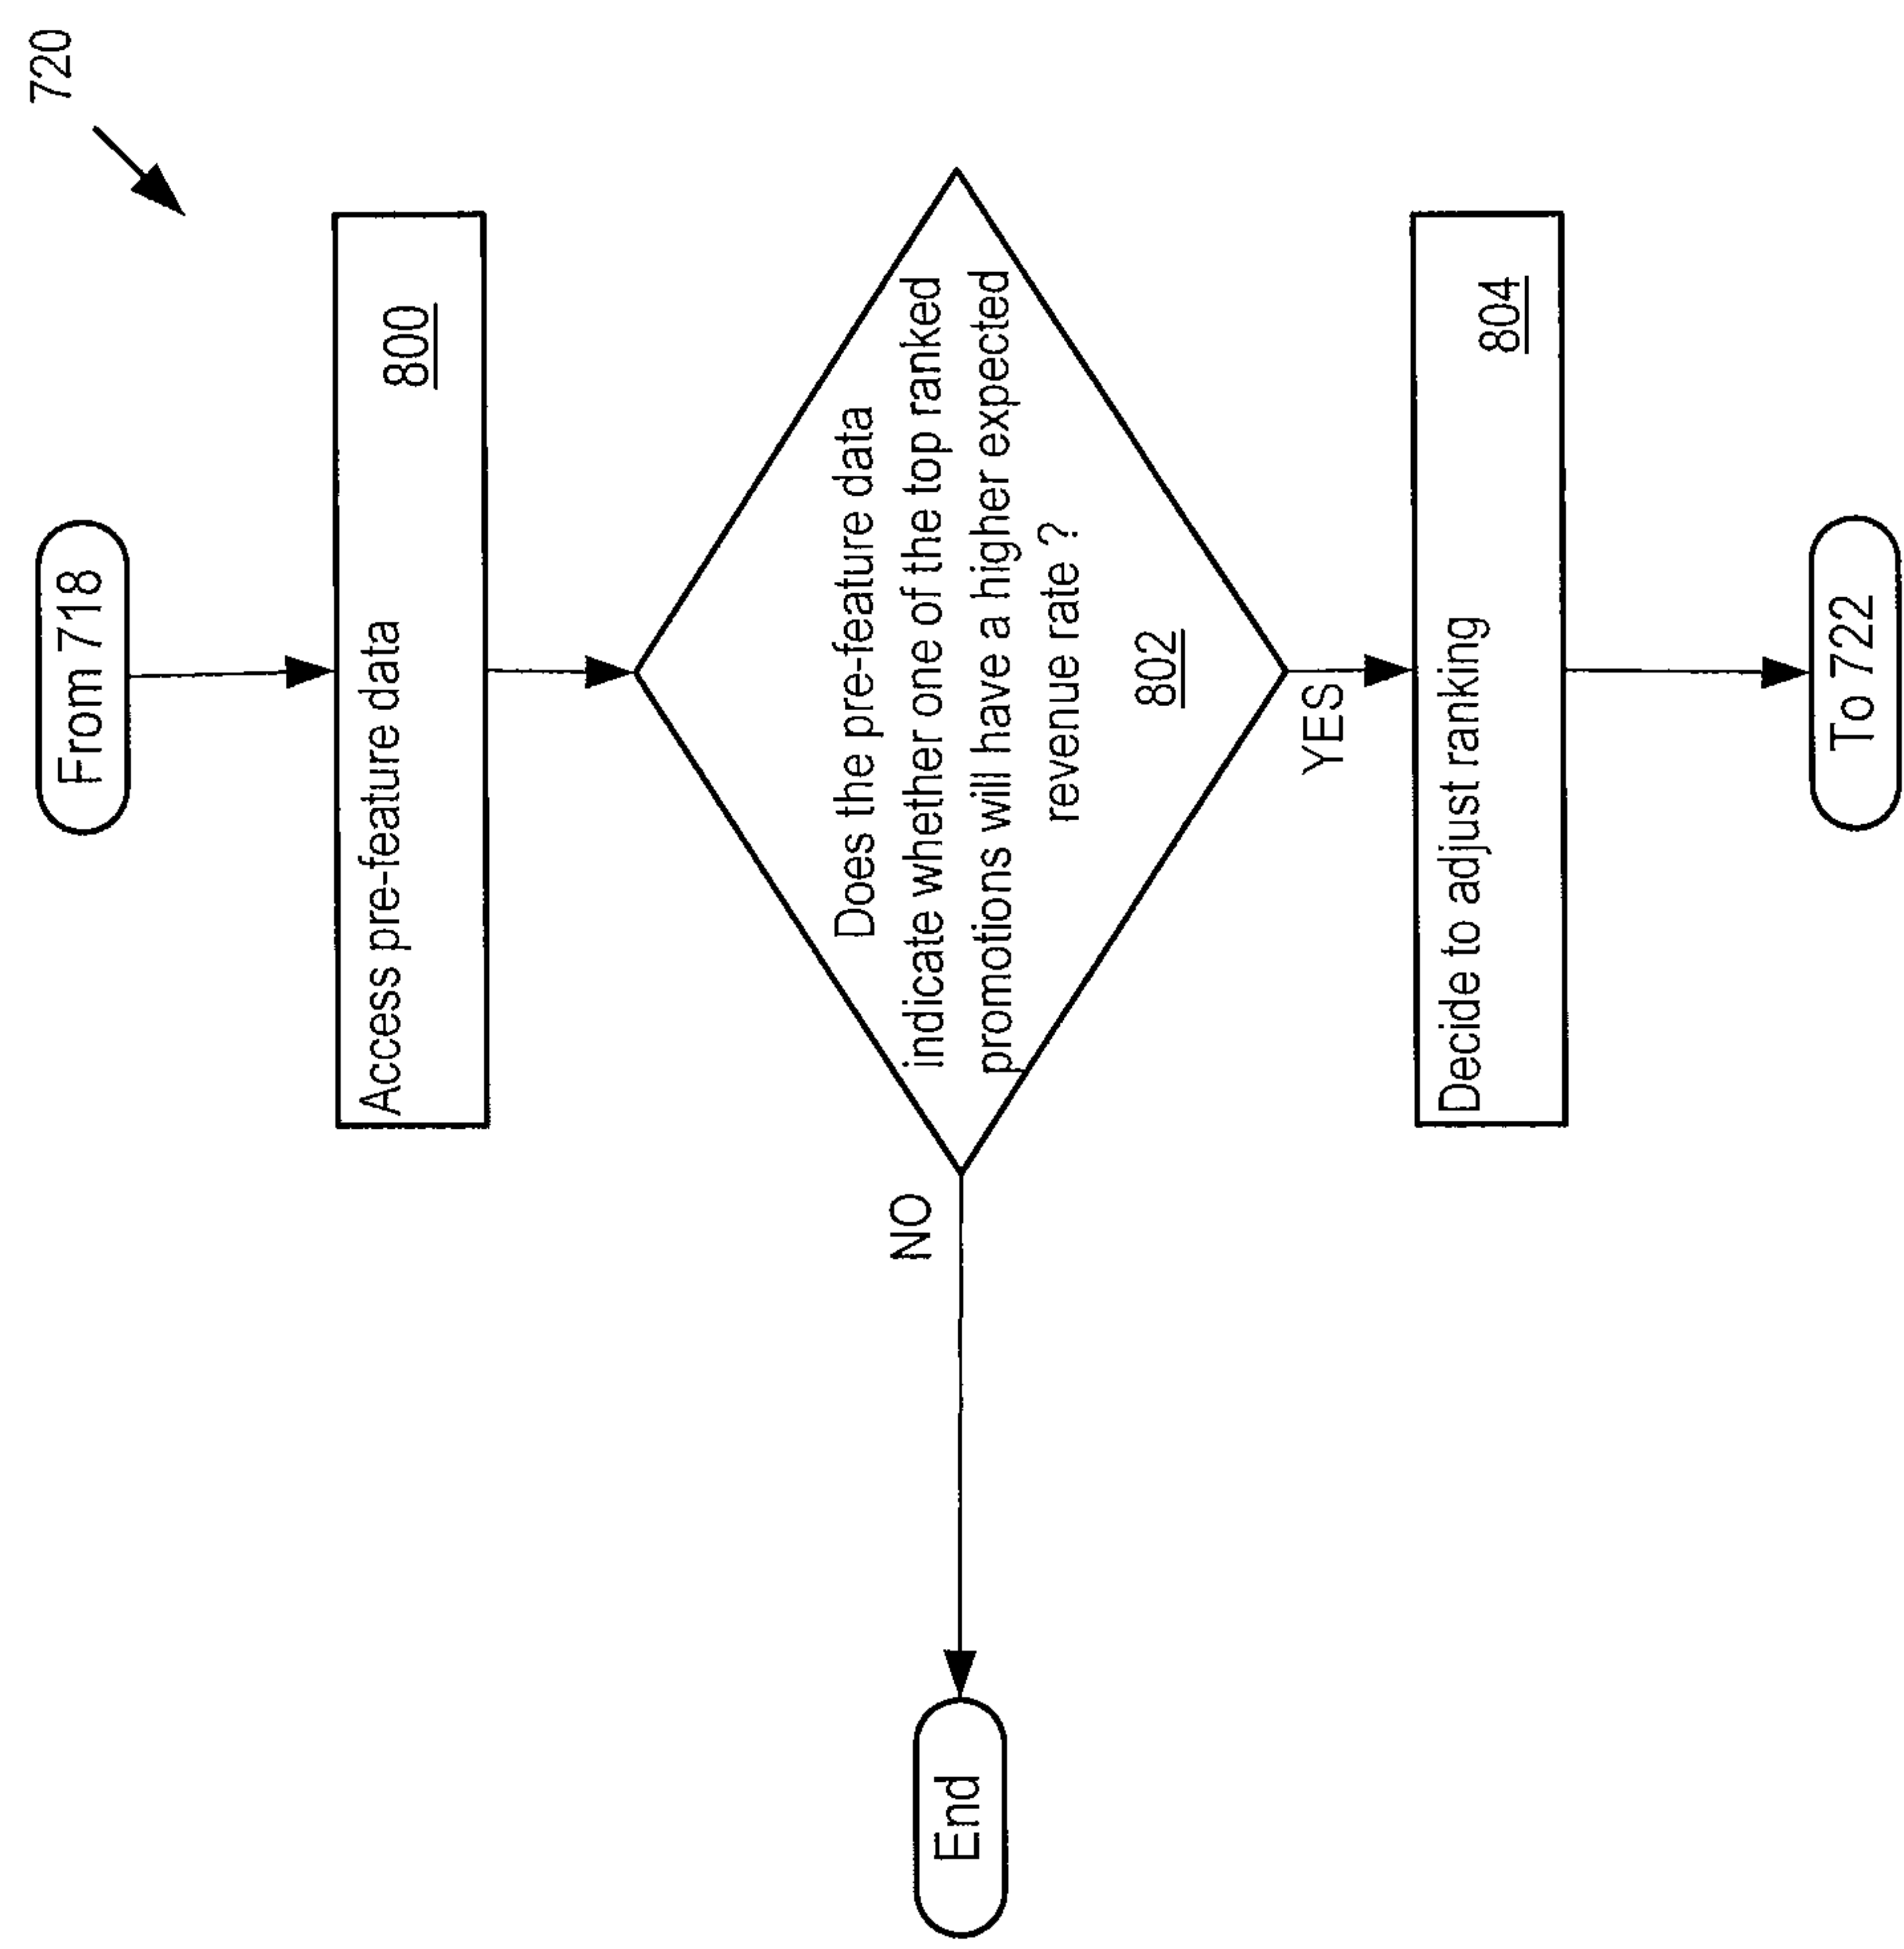 720
From 718
Access pre-feature data
800
Does the pre-feature data
indicate whether one of the top ranked
promotions will have a higher expected
revenue rate ?
802
NO
End
YES
Decide to adjust ranking
804
To 722